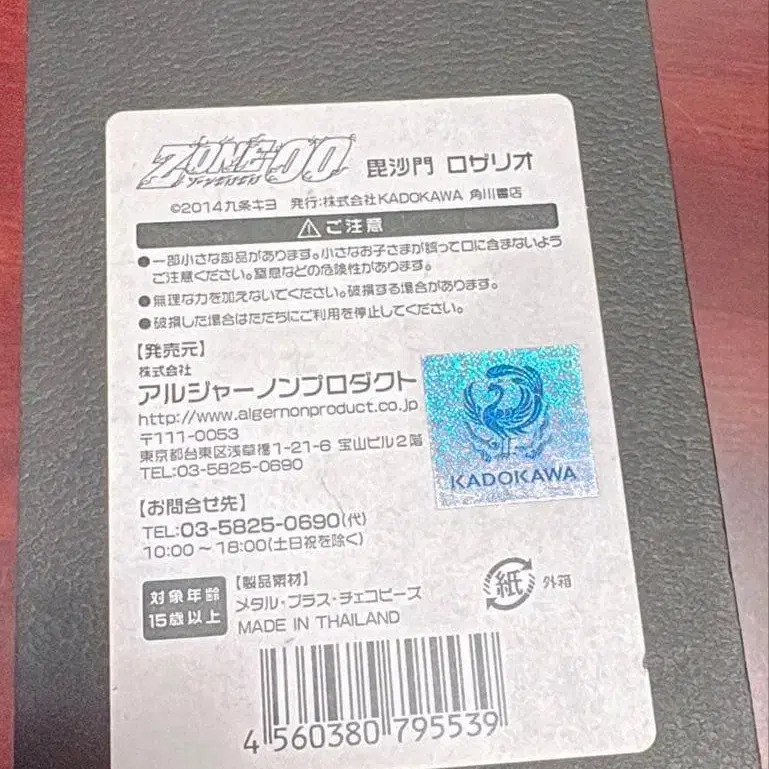 ZONE-00 毘沙門 ロザリオ
ゾーンゼロゼロ
©2014九条キヨ 発行:株式会社KADOKAWA 角川書店
ご注意
●一部小さな部品があります。小さなお子さまが誤って口に含まないよう
ご注意ください。窒息などの危険性があります。
●無理な力を加えないでください。破損する場合があります。
●破損した場合はただちにご利用を停止してください。
【発売元】
株式会社
アルジャーノンプロダクト
http://www.algernonproduct.co.jp
〒111-0053
東京都台東区浅草橋1-21-6 宝山ビル2階
TEL:03-5825-0690
KADOKAWA
【お問合せ先】
TEL:03-5825-0690(代)
10:00～18:00(土日祝を除く)
対象年齢
15歳以上
【製品素材】
メタル・ブラス・チェコビーズ
MADE IN THAILAND
紙 外箱
4 560380 795539